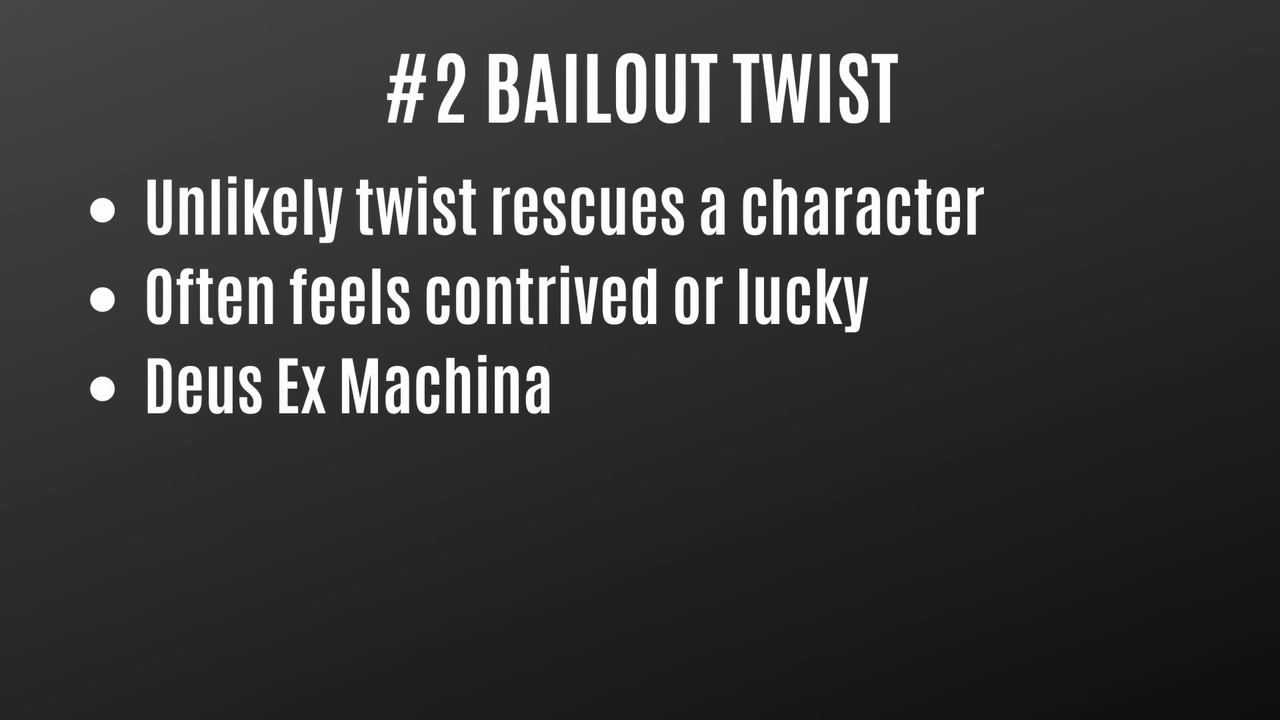 #2 BAILOUT TWIST
• Unlikely twist rescues a character
• Often feels contrived or lucky
• Deus Ex Machina